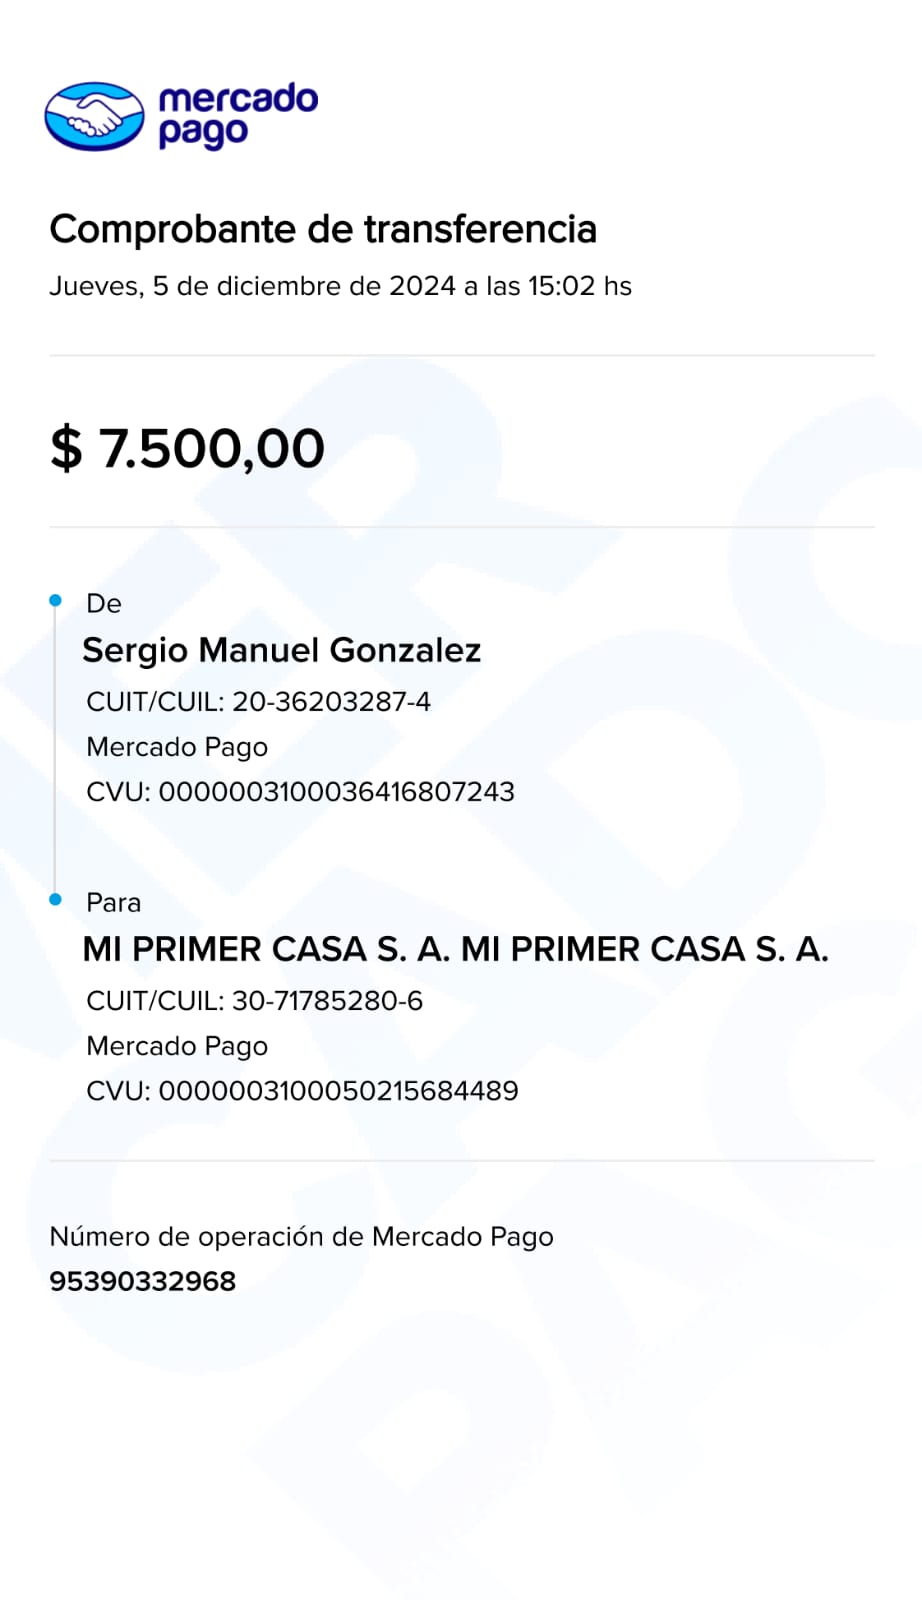 mercado
pago
Comprobante de transferencia
Jueves, 5 de diciembre de 2024 a las 15:02 hs
$ 7.500,00
De
Sergio Manuel Gonzalez
CUIT/CUIL: 20-36203287-4
Mercado Pago
CVU: 0000003100036416807243
Para
MI PRIMER CASA S. A. MI PRIMER CASA S. A.
CUIT/CUIL: 30-71785280-6
Mercado Pago
CVU: 0000003100050215684489
Número de operación de Mercado Pago
95390332968